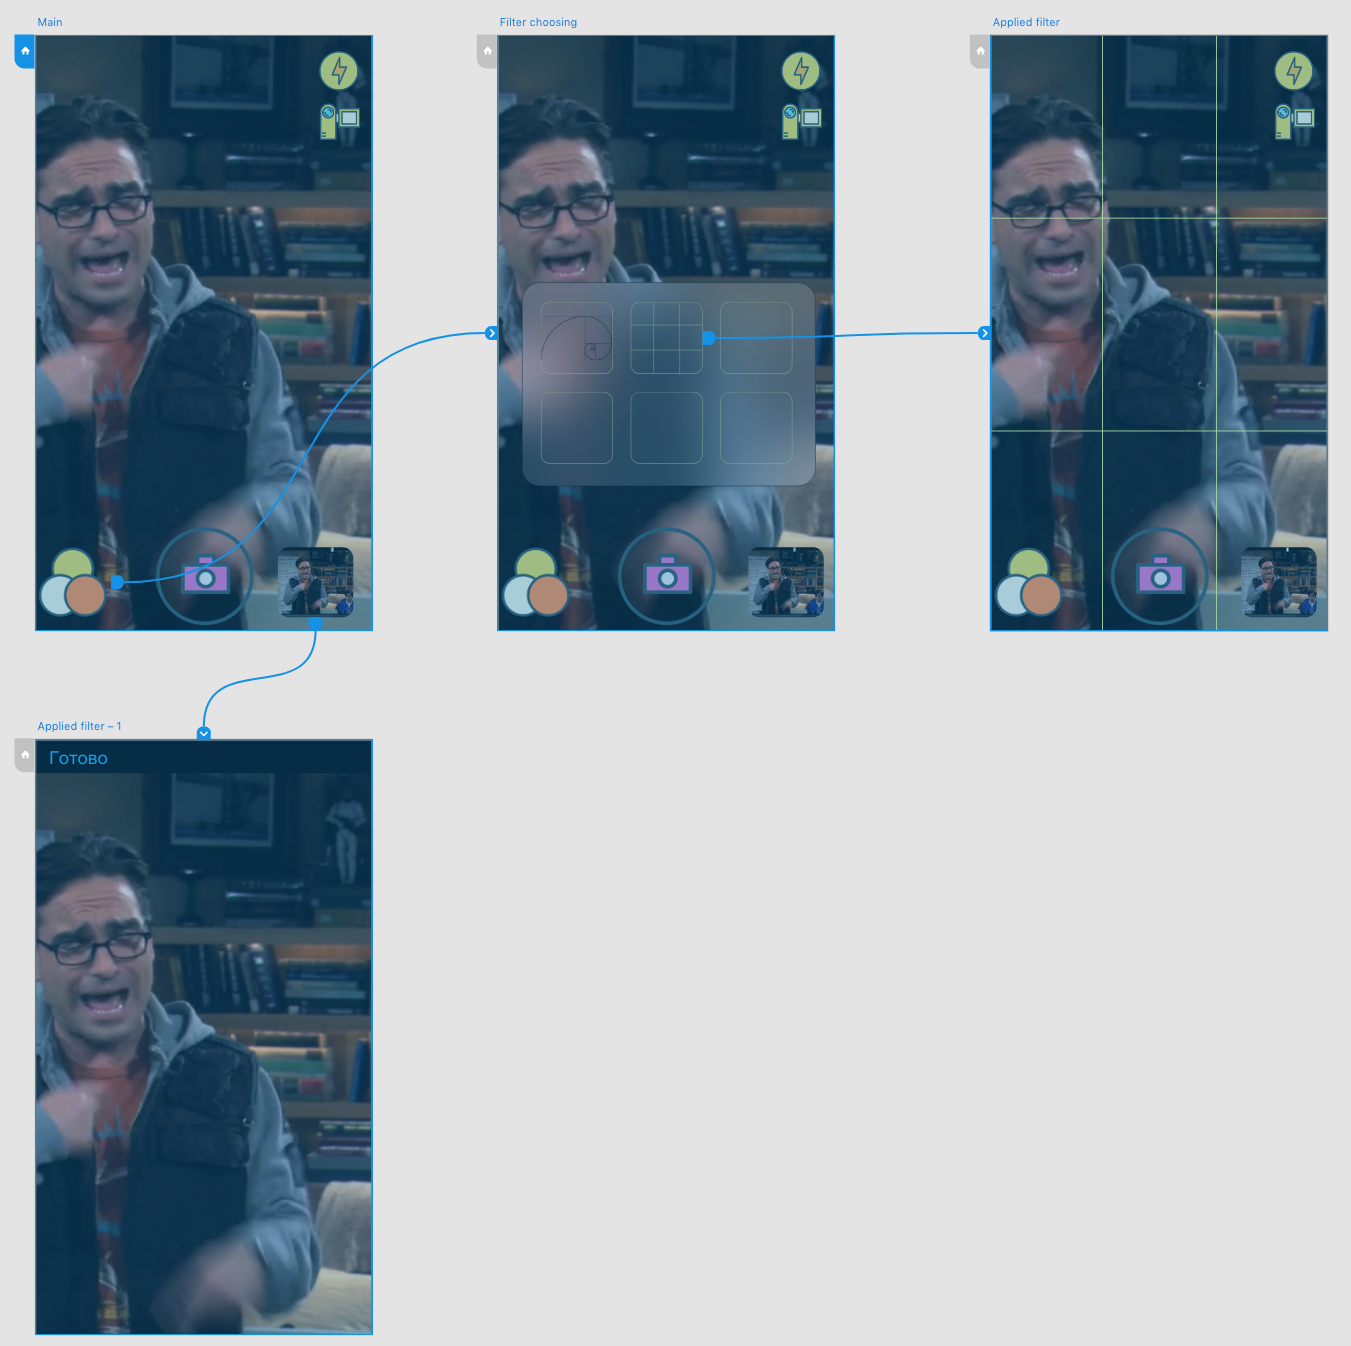 Main
Filter choosing
Applied filter
Applied filter – 1
Готово